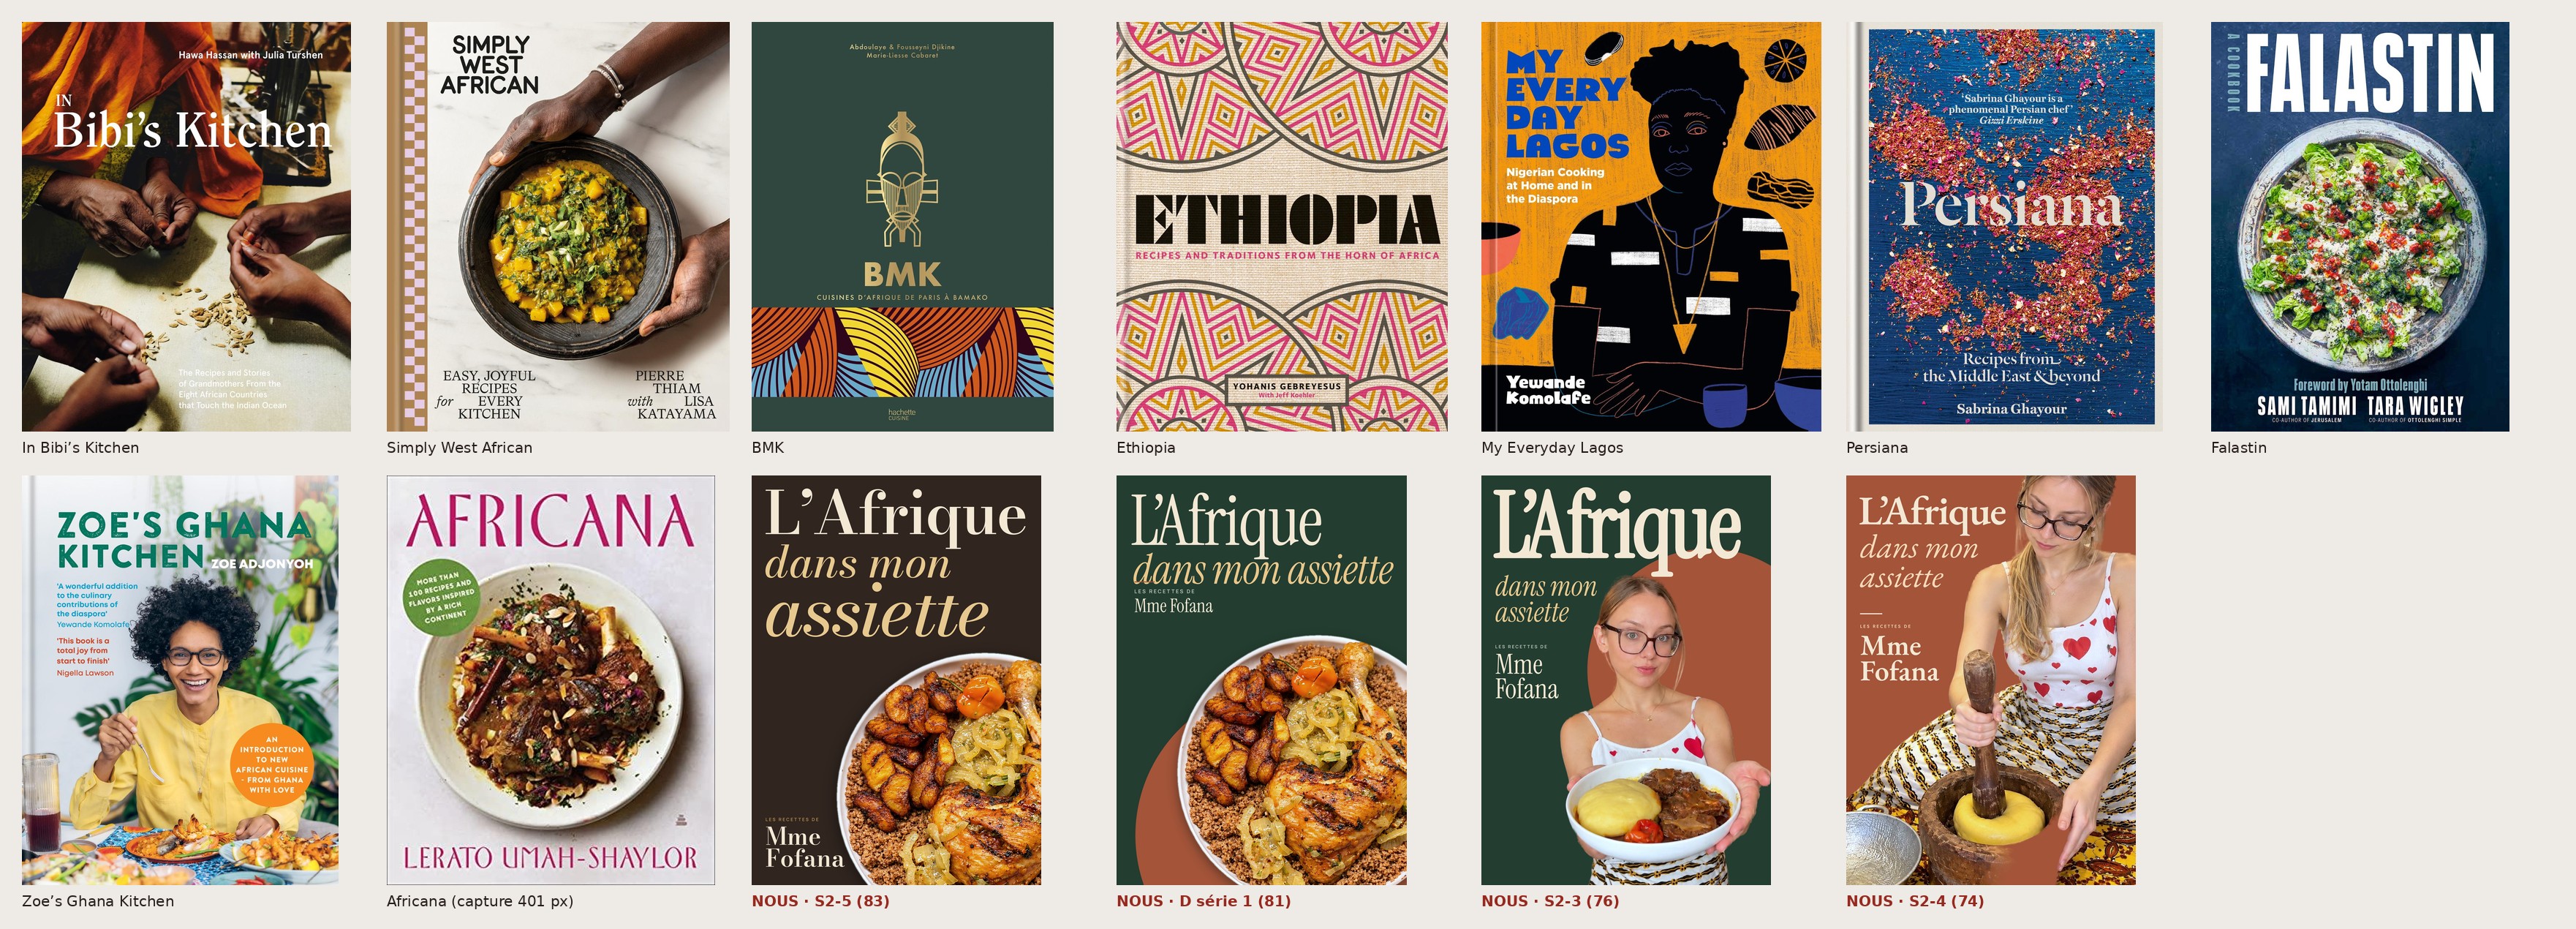 Hawa Hassan with Julia Turshen
IN
Bibi's Kitchen
The Recipes and Stories
of Grandmothers From the
Eight African Countries
that Touch the Indian Ocean
In Bibi's Kitchen
SIMPLY
WEST
AFRICAN
EASY, JOYFUL
RECIPES
for EVERY
KITCHEN
PIERRE
THIAM
with LISA
KATAYAMA
Simply West African
Abdoulaye & Fousseyni Djikine
Marie-Liesse Cabaret
BMK
CUISINES D'AFRIQUE DE PARIS À BAMAKO
hachette
CUISINE
BMK
ETHIOPIA
RECIPES AND TRADITIONS FROM THE HORN OF AFRICA
YOHANIS GEBREYESUS
With Jeff Koehler
Ethiopia
MY
EVERY
DAY
LAGOS
Nigerian Cooking
at Home and in
the Diaspora
Yewande
Komolafe
My Everyday Lagos
'Sabrina Ghayour is a
phenomenal Persian chef'
Gizzi Erskine
Persiana
Recipes from
the Middle East & beyond
Sabrina Ghayour
Persiana
A COOKBOOK
FALASTIN
Foreword by Yotam Ottolenghi
SAMI TAMIMI TARA WIGLEY
CO-AUTHOR OF JERUSALEM CO-AUTHOR OF OTTOLENGHI SIMPLE
Falastin
ZOE'S GHANA
KITCHEN ZOE ADJONYOH
'A wonderful addition
to the culinary
contributions of
the diaspora'
Yewande Komolafe
'This book is a
total joy from
start to finish'
Nigella Lawson
AN
INTRODUCTION
TO NEW
AFRICAN CUISINE
- FROM GHANA
WITH LOVE
Zoe's Ghana Kitchen
AFRICANA
MORE THAN
100 RECIPES AND
FLAVORS INSPIRED
BY A RICH
CONTINENT
LERATO UMAH-SHAYLOR
Africana (capture 401 px)
L'Afrique
dans mon
assiette
LES RECETTES DE
Mme
Fofana
NOUS · S2-5 (83)
L'Afrique
dans mon assiette
LES RECETTES DE
Mme Fofana
NOUS · D série 1 (81)
L'Afrique
dans mon
assiette
LES RECETTES DE
Mme
Fofana
NOUS · S2-3 (76)
L'Afrique
dans mon
assiette
LES RECETTES DE
Mme
Fofana
NOUS · S2-4 (74)